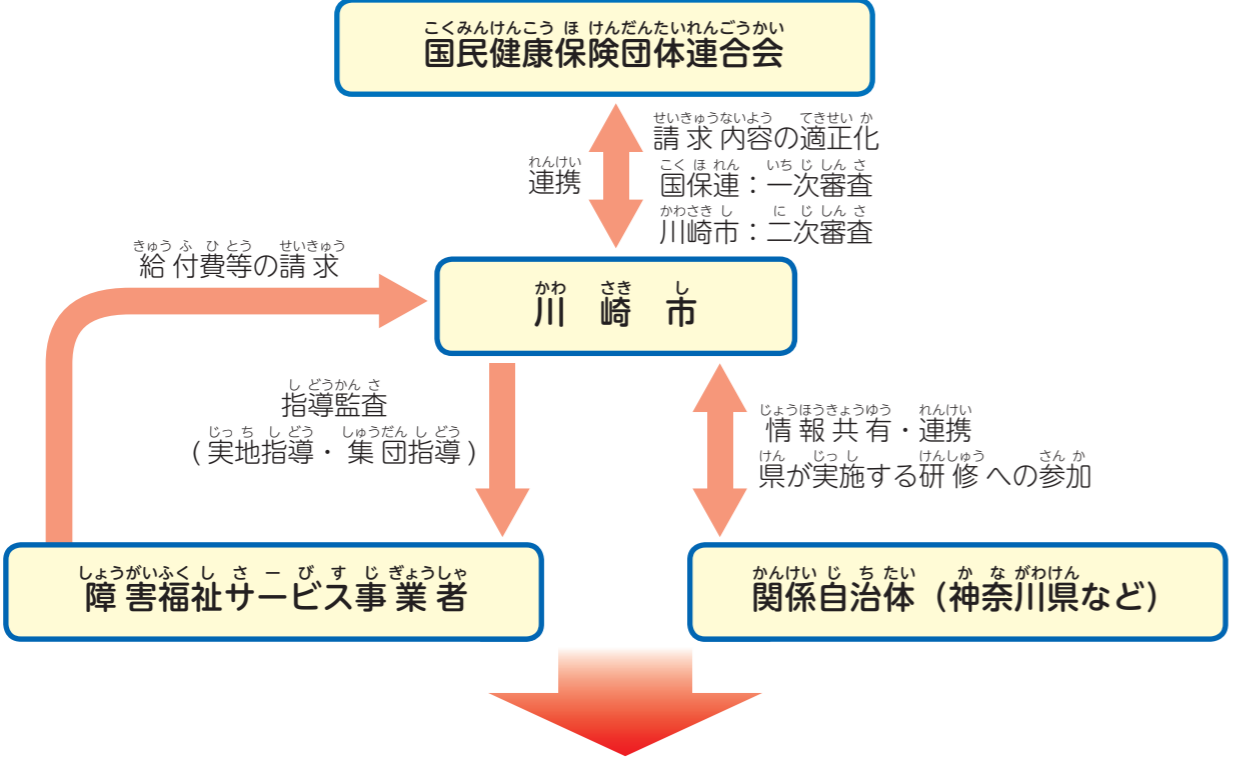 こくみんけんこうほけんだんたいれんごうかい
国民健康保険団体連合会
れんけい
連携
せいきゅうないよう てきせいか
請求内容の適正化
こくほれん いちじしんさ
国保連：一次審査
かわさきし にじしんさ
川崎市：二次審査
きゅうふひとう せいきゅう
給付費等の請求
かわ さき し
川崎市
しどうかんさ
指導監査
じっちしどう しゅうだんしどう
(実地指導・集団指導)
じょうほうきょうゆう れんけい
情報共有・連携
けん じっし けんしゅう さんか
県が実施する研修への参加
しょうがいふくしさーびすじぎょうしゃ
障害福祉サービス事業者
かんけいじちたい かながわけん
関係自治体（神奈川県など）